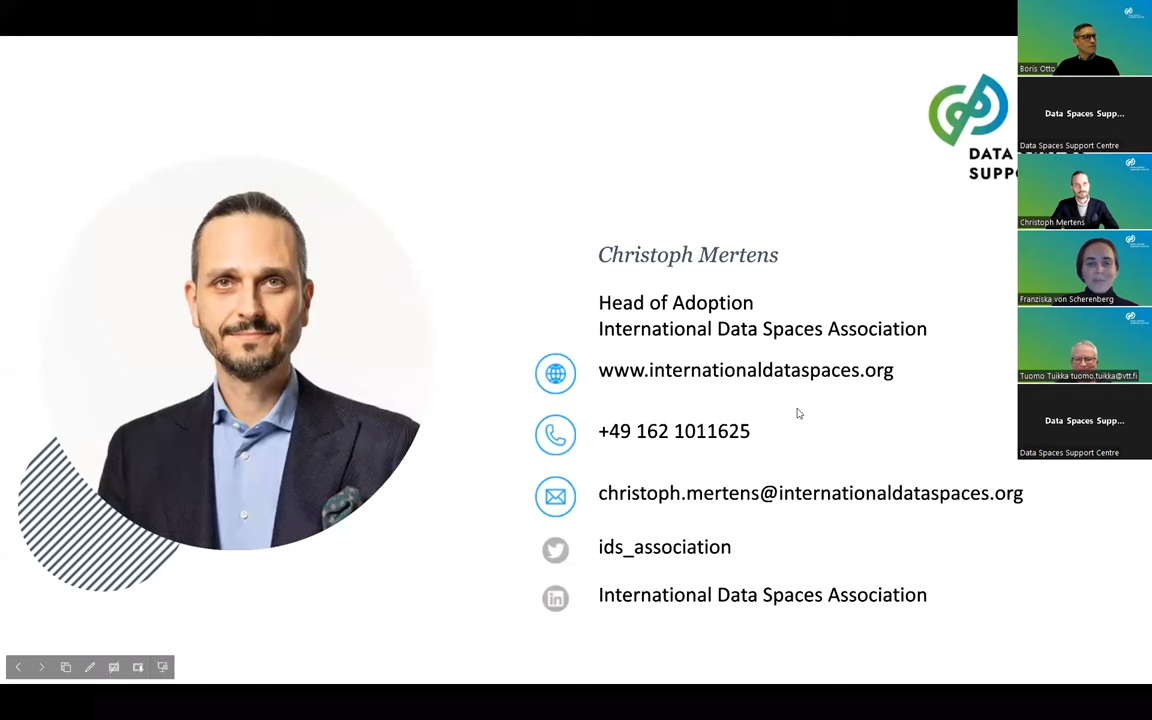 Christoph Mertens
Head of Adoption
International Data Spaces Association
www.internationaldataspaces.org
+49 162 1011625
christoph.mertens@internationaldataspaces.org
ids_association
International Data Spaces Association
DATA
SUPPO
Boris Otto
Data Spaces Supp...
Data Spaces Support Centre
Christoph Mertens
Franziska von Scherenberg
Tuomo Tuikka tuomo.tuikka@vtt.fi
Data Spaces Supp...
Data Spaces Support Centre